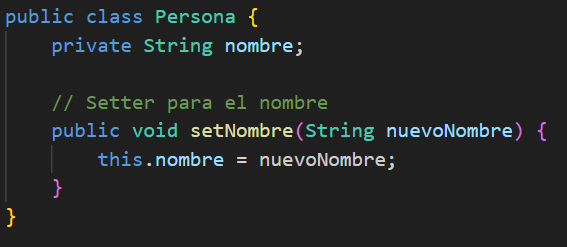 public class Persona {
    private String nombre;

    // Setter para el nombre
    public void setNombre(String nuevoNombre) {
        this.nombre = nuevoNombre;
    }
}